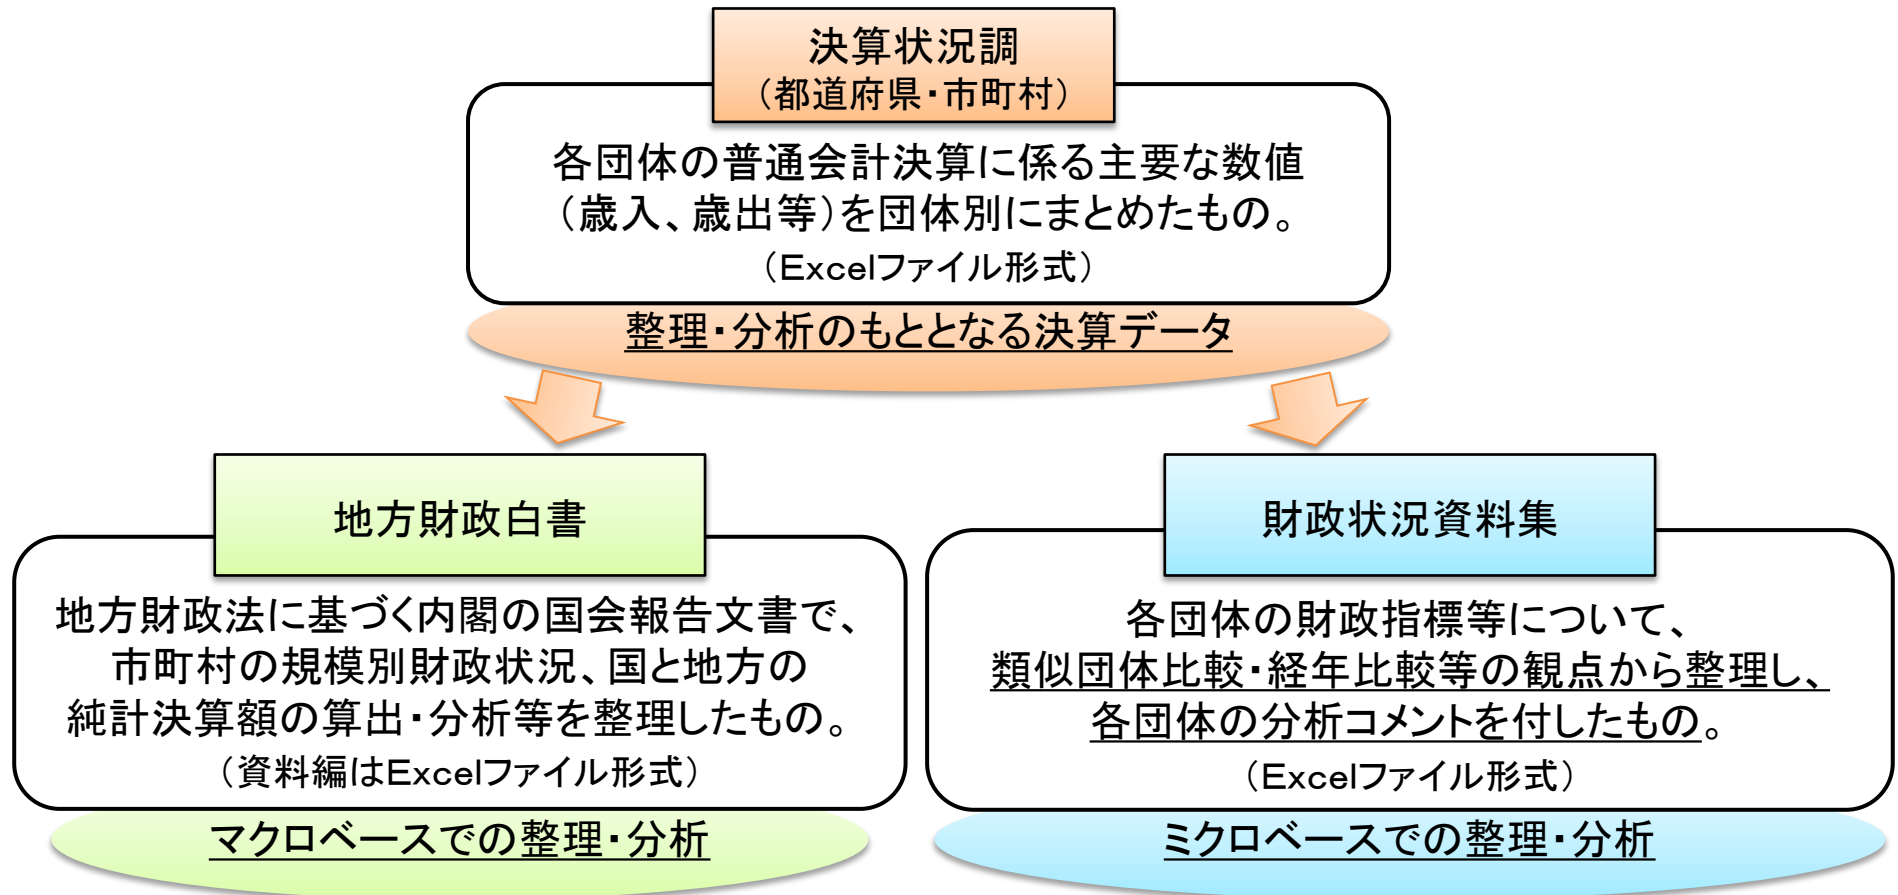 決算状況調
（都道府県・市町村）
各団体の普通会計決算に係る主要な数値
（歳入、歳出等）を団体別にまとめたもの。
（Excelファイル形式）
整理・分析のもととなる決算データ
地方財政白書
地方財政法に基づく内閣の国会報告文書で、
市町村の規模別財政状況、国と地方の
純計決算額の算出・分析等を整理したもの。
（資料編はExcelファイル形式）
マクロベースでの整理・分析
財政状況資料集
各団体の財政指標等について、
類似団体比較・経年比較等の観点から整理し、
各団体の分析コメントを付したもの。
（Excelファイル形式）
ミクロベースでの整理・分析